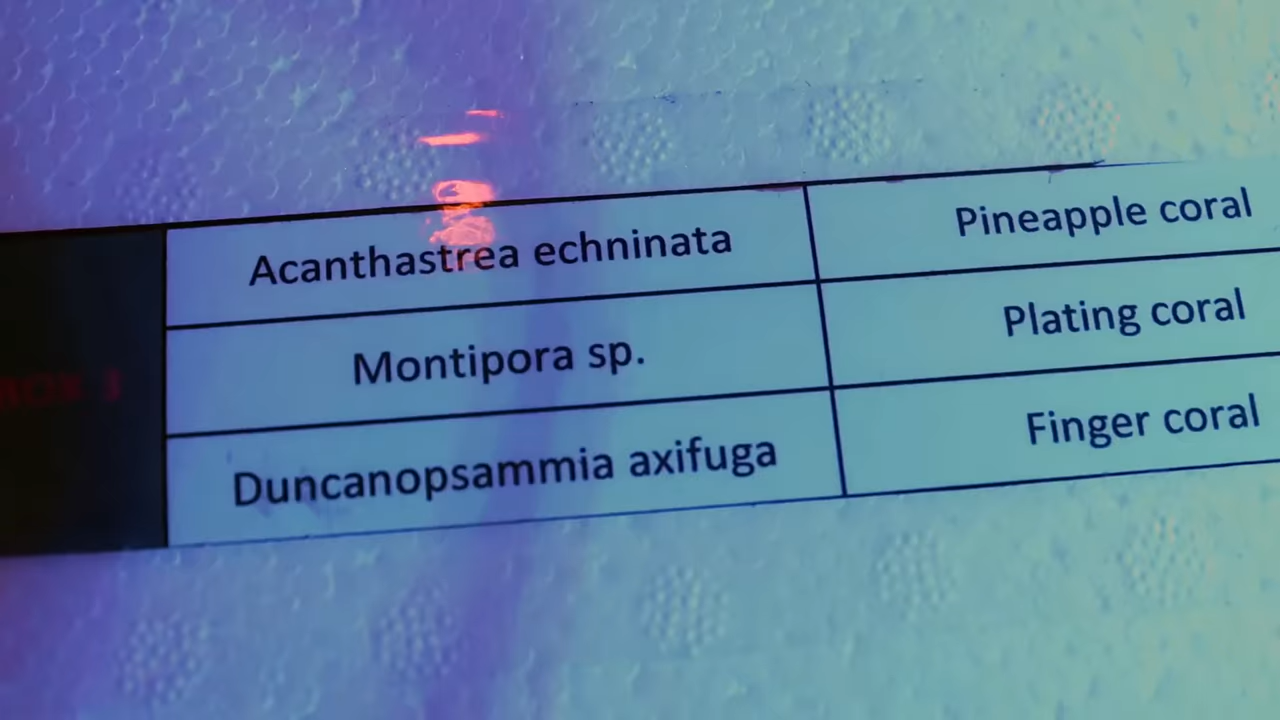 Acanthastrea echninata Pineapple coral
Montipora sp. Plating coral
Duncanopsammia axifuga Finger coral